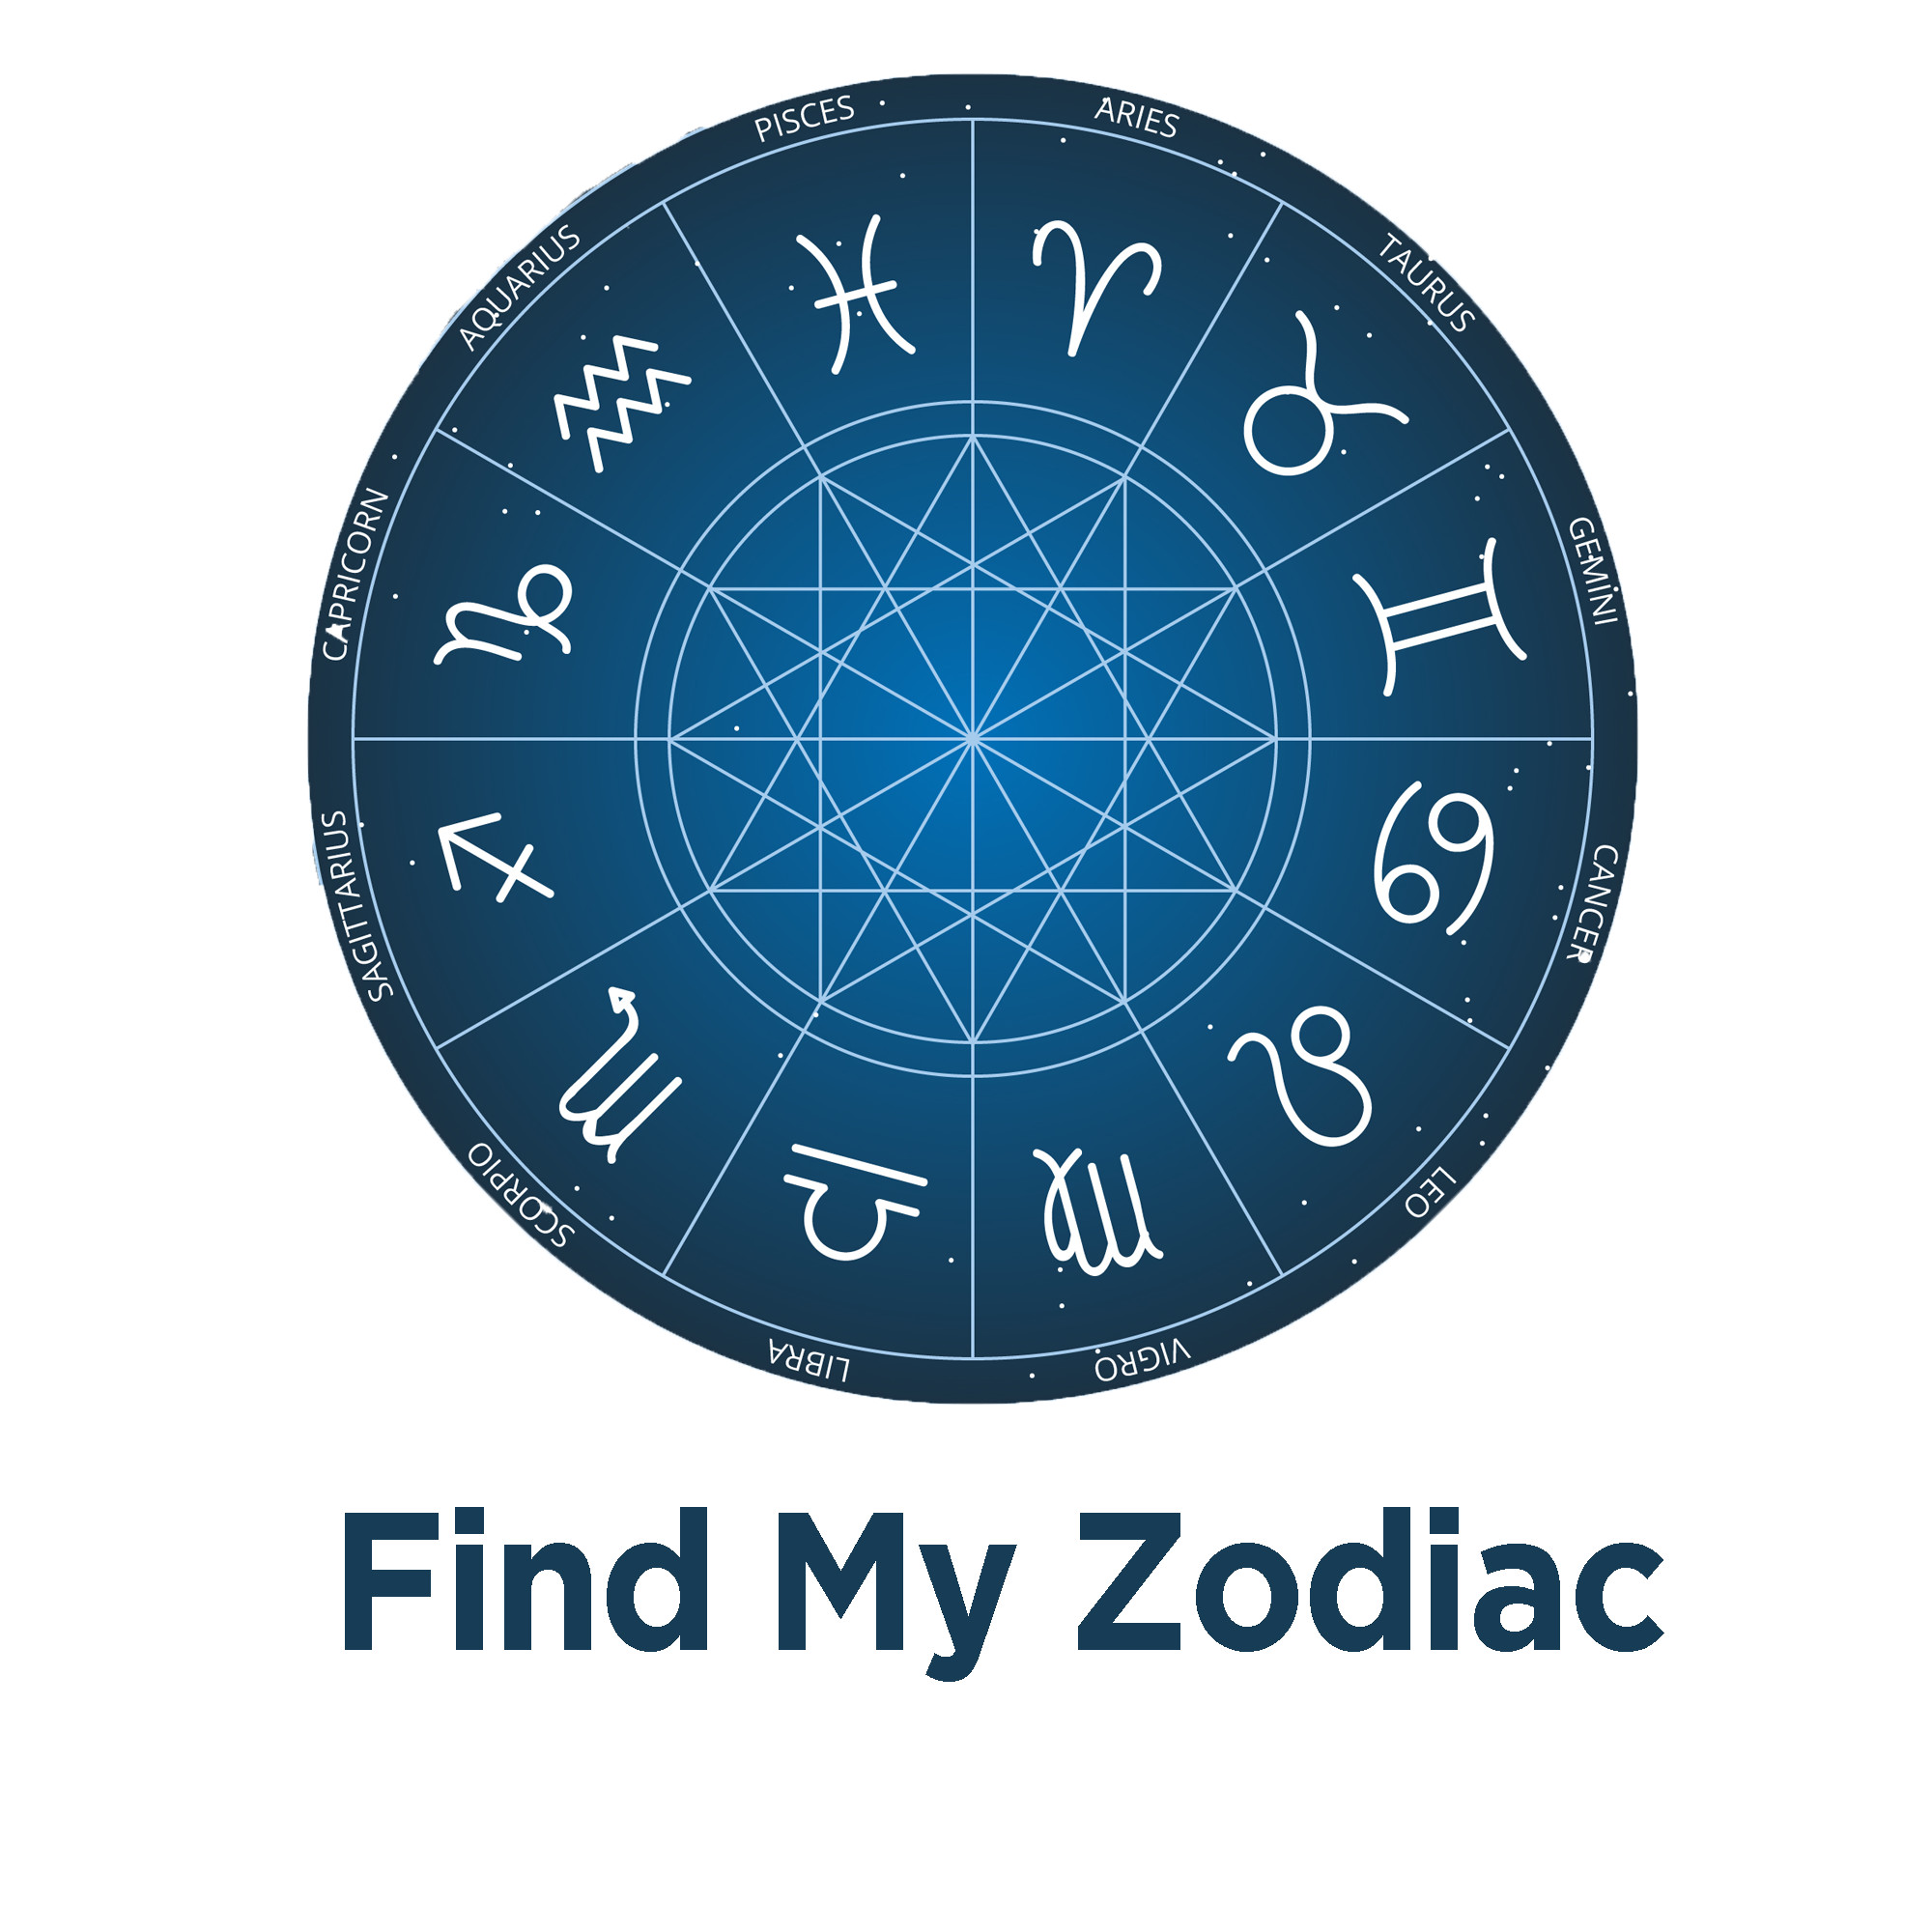 ARIES
TAURUS
GEMINI
CANCER
LEO
VIGRO
LIBRA
SCORPIO
SAGITTARIUS
CAPRICORN
AQUARIUS
PISCES
Find My Zodiac